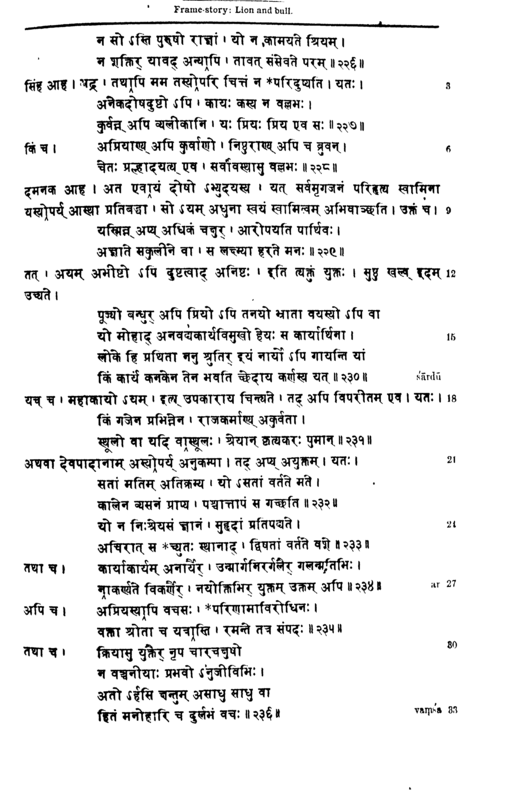 Frame-story: Lion and bull.
न सो ऽस्ति पुरुषो राज्ञां । यो न कामयते श्रियम् ।
न शक्तिर् यावद् अन्यापि । तावत् संसेवते परम् ॥२२६॥
सिंह आह । भद्र । तथापि मम तस्योपरि चित्तं न *परिदुष्यति । यतः । 3
अनेकदोषदुष्टो ऽपि । कायः कस्य न वल्लभः ।
कुर्वन्न् अपि व्यलीकानि । यः प्रियः प्रिय एव सः ॥२२७॥
किं च । अप्रियाण्य् अपि कुर्वाणो । निष्ठुराण्य् अपि च ब्रुवन् । 6
चेतः प्रह्लादयत्य् एव । सर्वावस्थासु वल्लभः ॥२२८॥
दमनक आह । अत एवायं दोषो ऽभ्युदयस्य । यत् सर्वमृगजनं परिहृत्य स्वामिना
यस्योपर्य् आस्था प्रतिबद्धा । सो ऽयम् अधुना स्वयं स्वामित्वम् अभिवाञ्छति । उक्तं च । 9
यस्मिन्न् अप्य् अधिकं चक्षुर् । आरोपयति पार्थिवः ।
अज्ञाते सकुलीने वा । स लक्ष्म्या ह्रियते मनः ॥२२९॥
तत् । अयम् अभीष्टो ऽपि दुष्टत्वाद् अनिष्टः । इति त्यक्तुं युक्तः । सुष्ठु खल्व् इदम् 12
उच्यते ।
पूज्यो बन्धुर् अपि प्रियो ऽपि तनयो भ्राता वयस्यो ऽपि वा
यो मोहाद् अनवद्यकार्यविमुखो हेयः स कार्यार्थिना । 15
लोके हि प्रथिता ननु श्रुतिर् इयं नार्यो ऽपि गायन्ति यां
किं कार्यं कनकेन तेन भवति छेदाय कर्णस्य यत् ॥२३०॥ śārdū
यच् च । महाकायो ऽयम् । इत्य् उपकाराय चिन्त्यते । तद् अपि विपरीतम् एव । यतः । 18
किं गजेन प्रभिन्नेन । राजकर्माण्य् अकुर्वता ।
स्थूलो वा यदि वास्थूलः । श्रेयान् कृत्यकरः पुमान् ॥२३१॥
अथवा देवपादानाम् अस्योपर्य् अनुकम्पा । तद् अप्य् अयुक्तम् । यतः । 21
सतां मतिम् अतिक्रम्य । यो ऽसतां वर्तते मते ।
कालेन व्यसनं प्राप्य । पश्चात्तापं स गच्छति ॥२३२॥
यो न निःश्रेयसं ज्ञानं । सुहृदां प्रतिपद्यते । 24
अचिरात् स *च्युतः स्थानाद् । द्विषतां वर्तते वशे ॥२३३॥
तथा च । कार्याकार्यम् अनार्यैर् । उन्मार्गनिरर्गलैर् गलन्मतिभिः ।
नाकर्ण्यते विकर्णैर् । नयोक्तिभिर् युक्तम् उक्तम् अपि ॥२३४॥ ar 27
अपि च । अप्रियस्यापि वचसः । *परिणामाविरोधिनः ।
वक्ता श्रोता च यत्रास्ति । रमन्ते तत्र संपदः ॥२३५॥
तथा च । क्रियासु युक्तैर् नृप चारचक्षुषो 30
न वञ्चनीयाः प्रभवो ऽनुजीविभिः ।
अतो ऽर्हसि क्षन्तुम् असाधु साधु वा
हितं मनोहारि च दुर्लभं वचः ॥२३६॥ vaṃśa 33